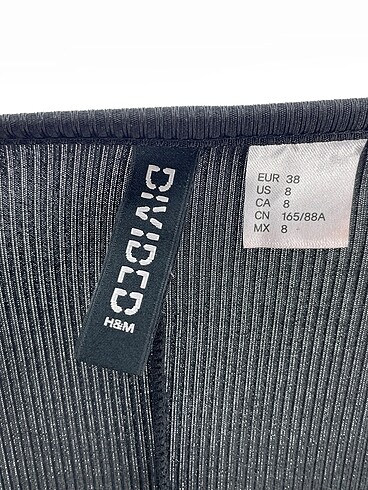 DIVIDED
H&M
EUR 38
US 8
CA 8
CN 165/88A
MX 8